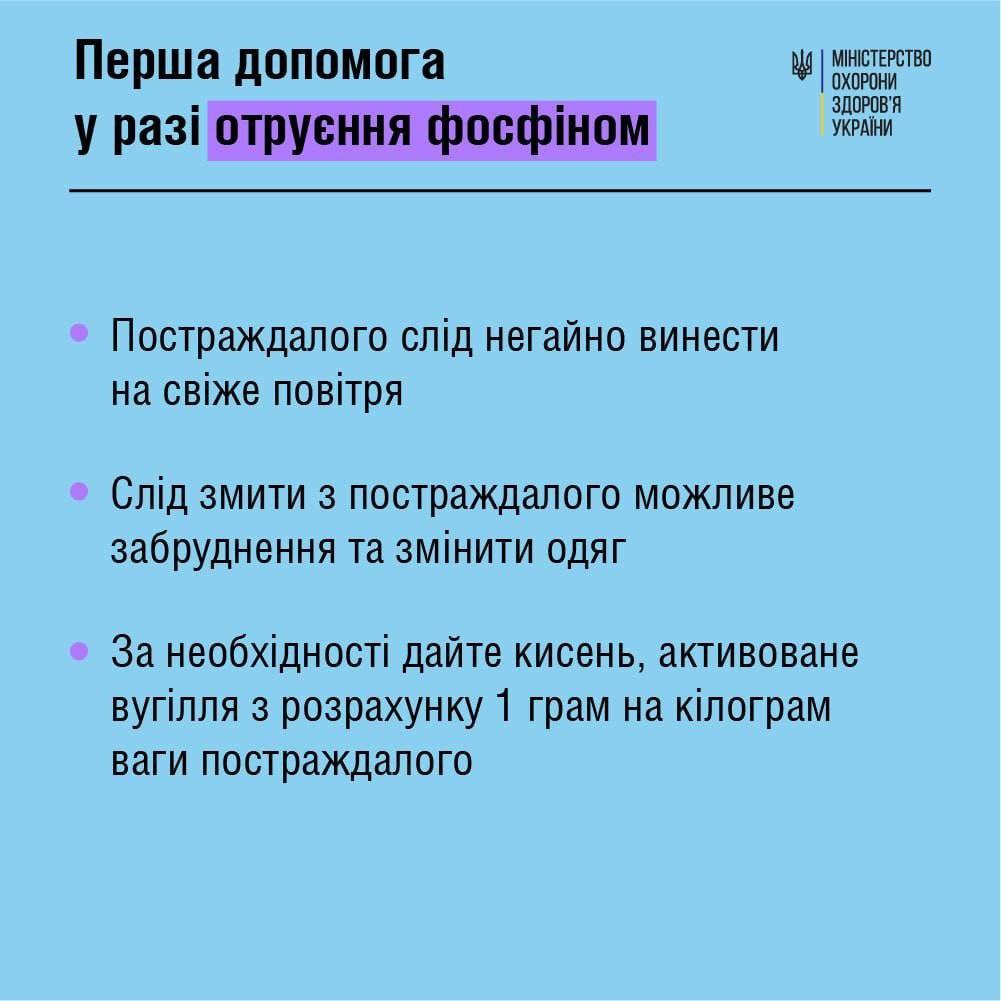 Перша допомога
у разі отруєння фосфіном
МІНІСТЕРСТВО
ОХОРОНИ
ЗДОРОВ'Я
УКРАЇНИ
• Постраждалого слід негайно винести
на свіже повітря
• Слід змити з постраждалого можливе
забруднення та змінити одяг
• За необхідності дайте кисень, активоване
вугілля з розрахунку 1 грам на кілограм
ваги постраждалого